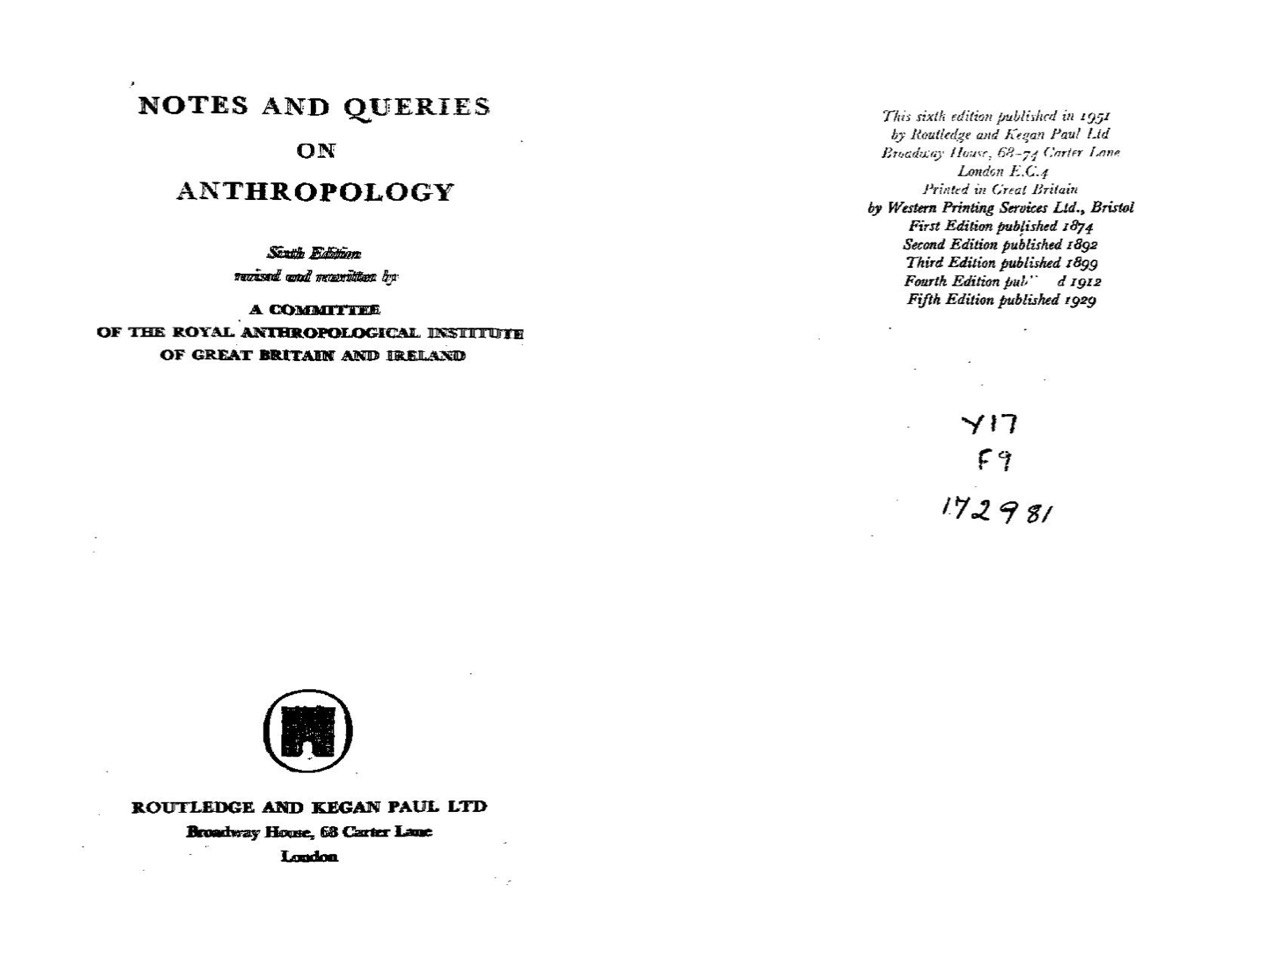 NOTES AND QUERIES
ON
ANTHROPOLOGY
Sixth Edition
revised and rewritten by
A COMMITTEE
OF THE ROYAL ANTHROPOLOGICAL INSTITUTE
OF GREAT BRITAIN AND IRELAND
ROUTLEDGE AND KEGAN PAUL LTD
Broadway House, 68 Carter Lane
London
This sixth edition published in 1951
by Routledge and Kegan Paul Ltd
Broadway House, 68-74 Carter Lane
London E.C.4
Printed in Great Britain
by Western Printing Services Ltd., Bristol
First Edition published 1874
Second Edition published 1892
Third Edition published 1899
Fourth Edition pub d 1912
Fifth Edition published 1929
Y17
F9
172981